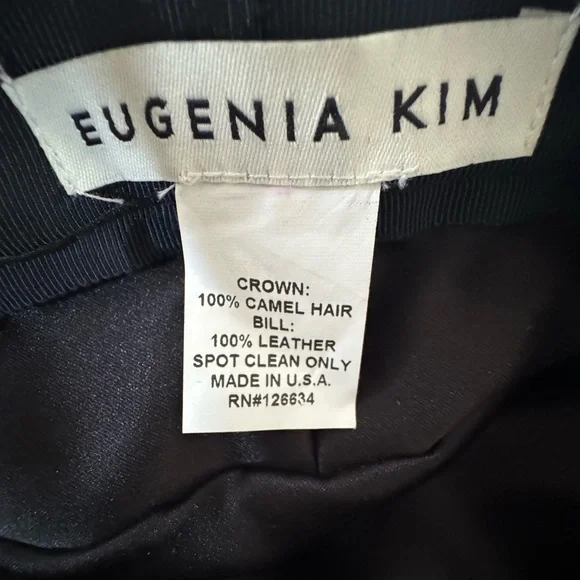 EUGENIA KIM
CROWN:
100% CAMEL HAIR
BILL:
100% LEATHER
SPOT CLEAN ONLY
MADE IN U.S.A.
RN#126634